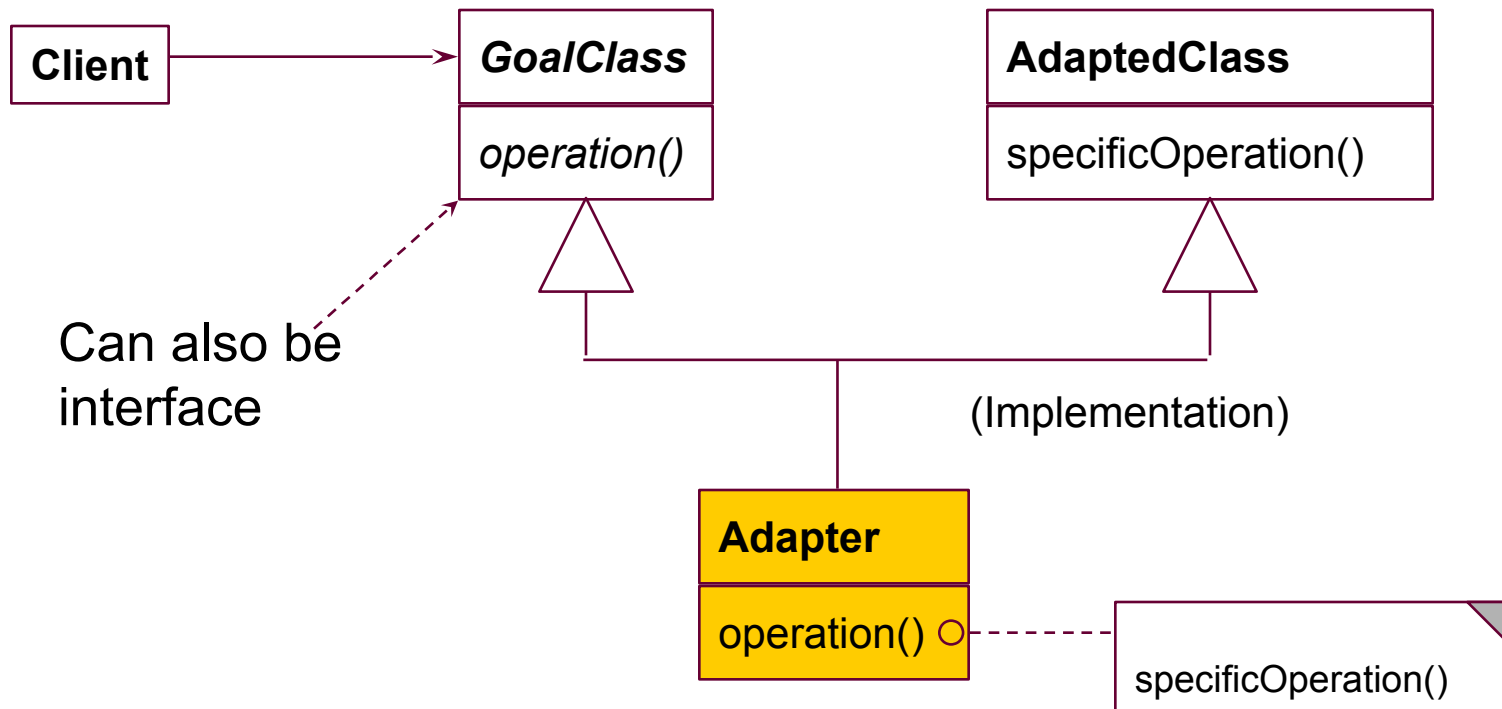 Client
GoalClass
operation()
AdaptedClass
specificOperation()
Can also be
interface
(Implementation)
Adapter
operation()
specificOperation()